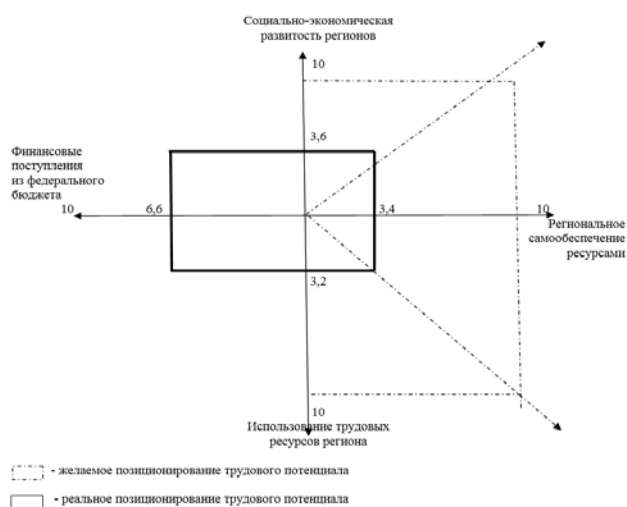 Социально-экономическая
развитость регионов
10
3,6
Финансовые
поступления
из федерального
бюджета
10
6,6
3,4
10
Региональное
самообеспечение
ресурсами
3,2
10
Использование трудовых
ресурсов региона
- желаемое позиционирование трудового потенциала
- реальное позиционирование трудового потенциала